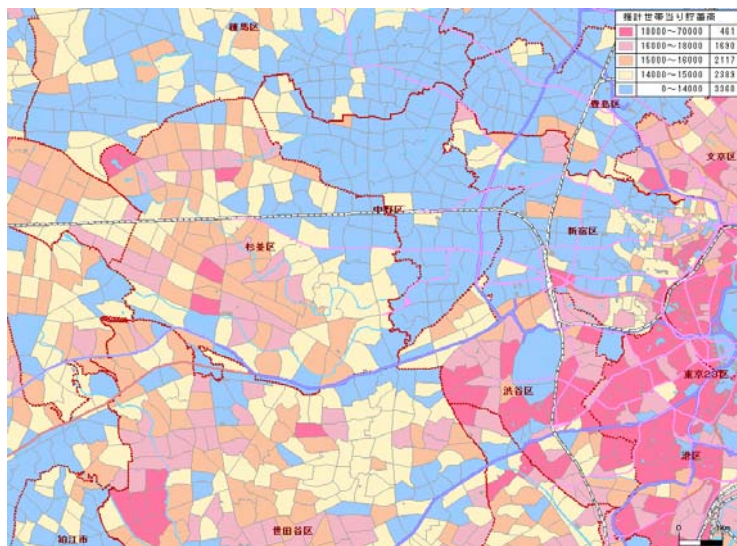 推計世帯当り貯蓄高
18000～70000 461
16000～18000 1690
15000～16000 2117
14000～15000 2389
0～14000 3360
練馬区
豊島区
文京区
中野区
新宿区
杉並区
渋谷区
東京23区
港区
世田谷区
狛江市
0 1km